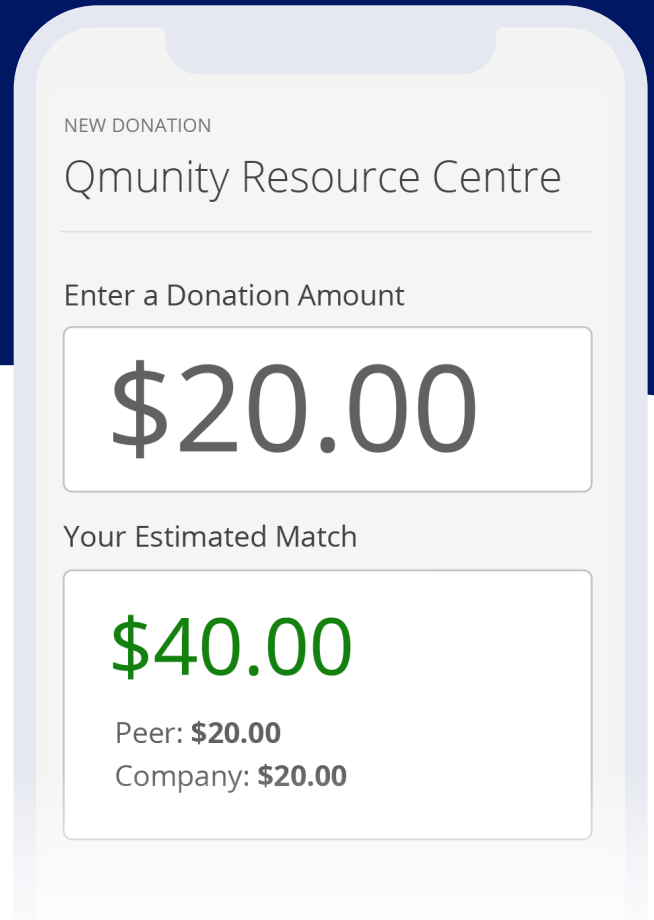 NEW DONATION
Qmunity Resource Centre
Enter a Donation Amount
$20.00
Your Estimated Match
$40.00
Peer: $20.00
Company: $20.00